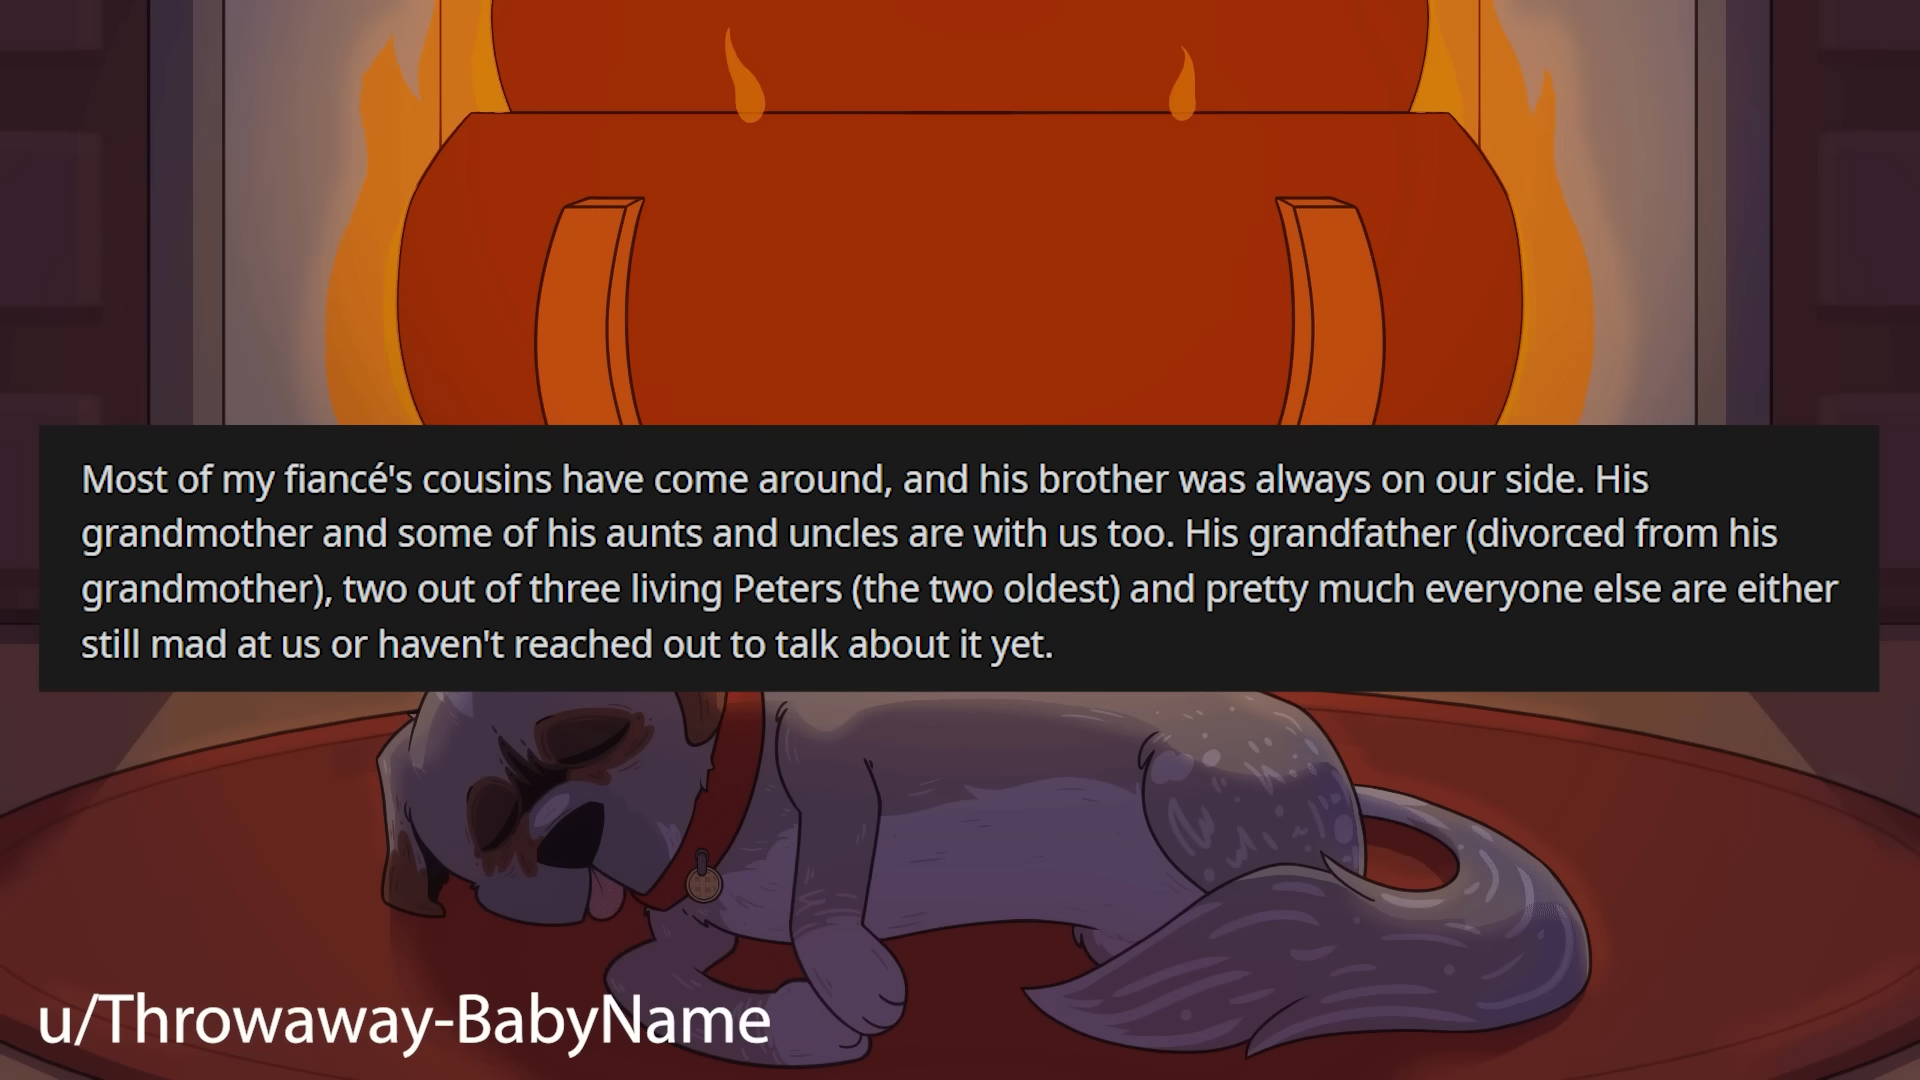 Most of my fiancé's cousins have come around, and his brother was always on our side. His
grandmother and some of his aunts and uncles are with us too. His grandfather (divorced from his
grandmother), two out of three living Peters (the two oldest) and pretty much everyone else are either
still mad at us or haven't reached out to talk about it yet.
u/Throwaway-BabyName